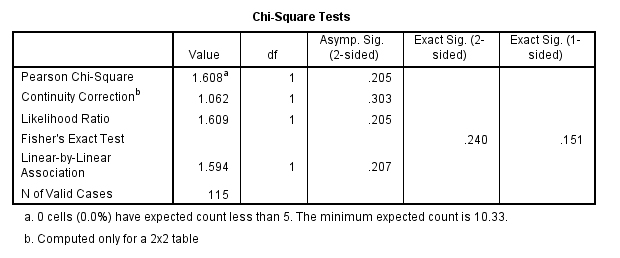 Chi-Square Tests
Value df Asymp. Sig. (2-sided) Exact Sig. (2-sided) Exact Sig. (1-sided)
Pearson Chi-Square 1.608a 1 .205
Continuity Correctionb 1.062 1 .303
Likelihood Ratio 1.609 1 .205
Fisher's Exact Test .240 .151
Linear-by-Linear Association 1.594 1 .207
N of Valid Cases 115
a. 0 cells (0.0%) have expected count less than 5. The minimum expected count is 10.33.
b. Computed only for a 2x2 table